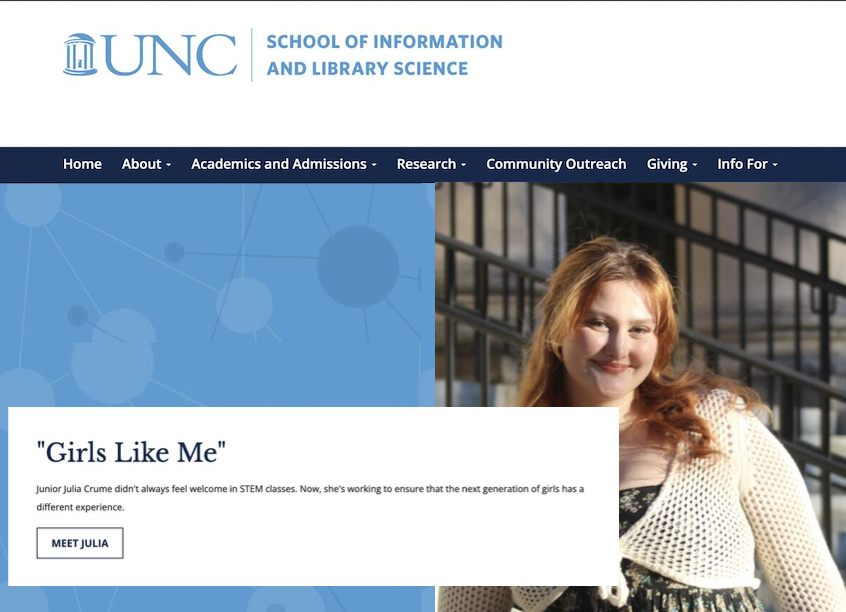 UNC
SCHOOL OF INFORMATION
AND LIBRARY SCIENCE
Home About Academics and Admissions Research Community Outreach Giving Info For
"Girls Like Me"
Junior Julia Crume didn't always feel welcome in STEM classes. Now, she's working to ensure that the next generation of girls has a
different experience.
MEET JULIA